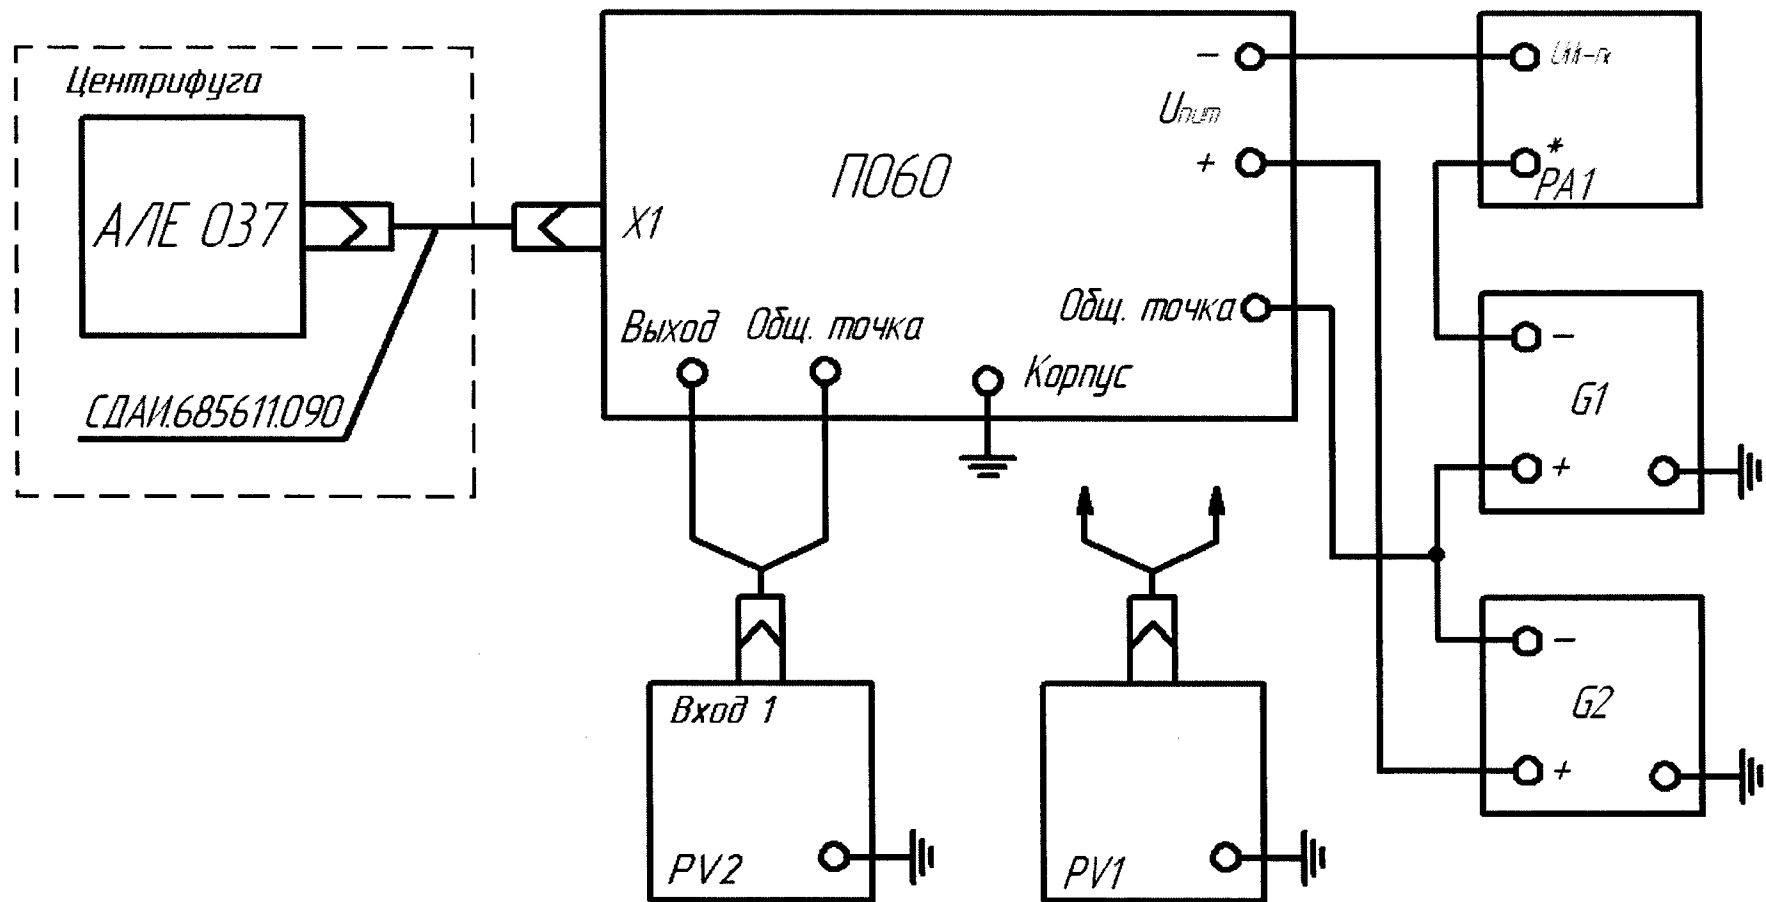 Центрифуга
АЛЕ 037
СДАИ.685611.090
П060
X1
−
Uпит
+
Выход
Общ. точка
Корпус
Общ. точка
*
PA1
−
G1
+
−
G2
+
Вход 1
PV2
PV1